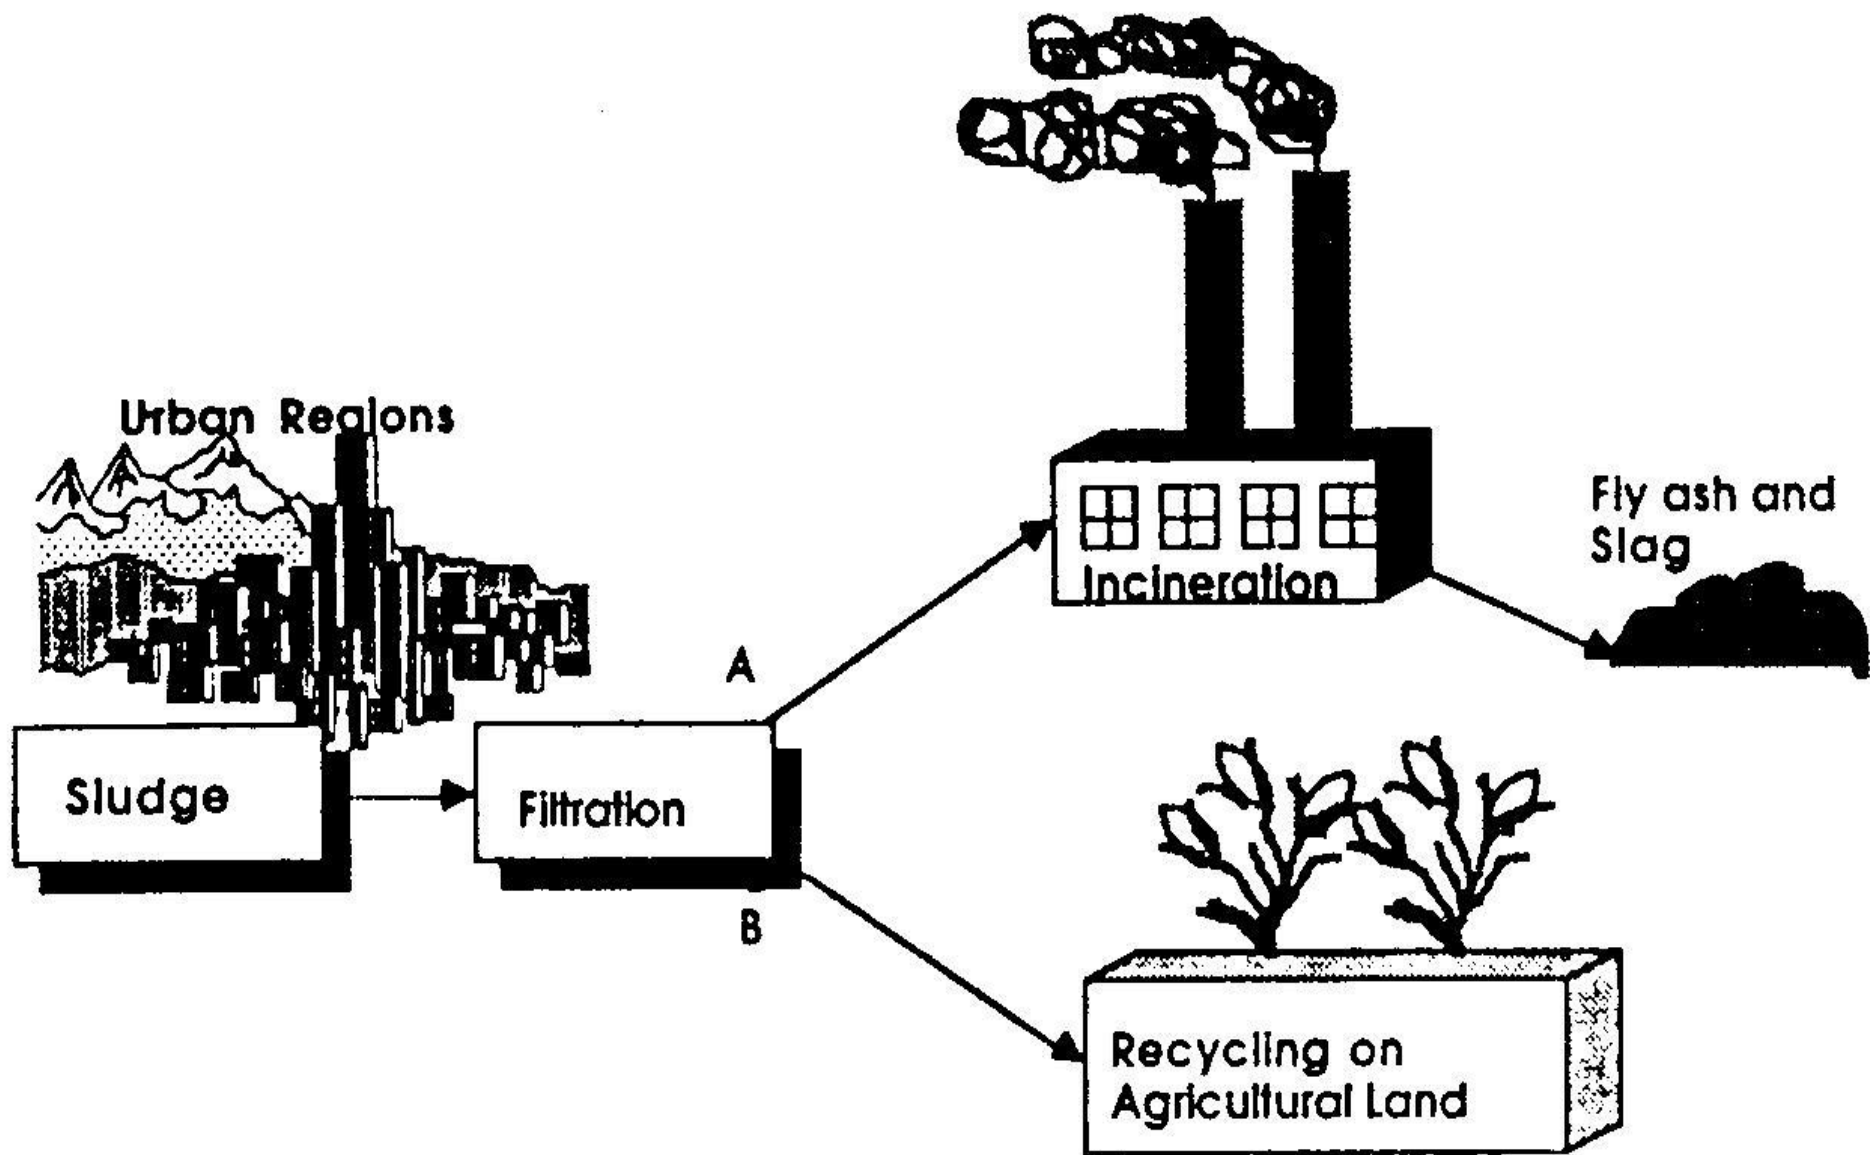 Urban Regions
Fly ash and
Slag
Incineration
A
Sludge
Filtration
B
Recycling on
Agricultural Land